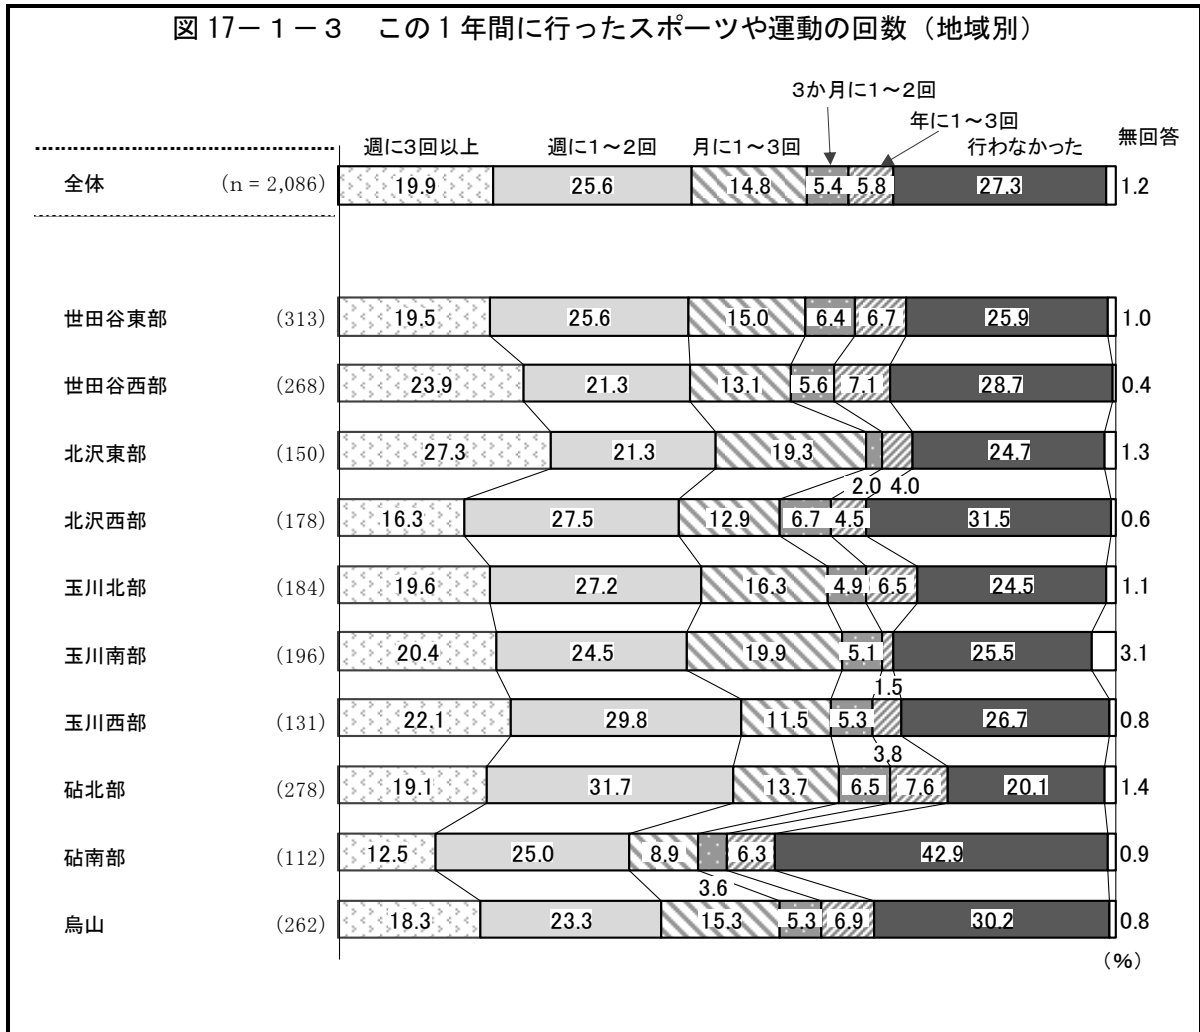 図 17－１－３　この１年間に行ったスポーツや運動の回数（地域別）
３か月に１～２回
年に１～３回
週に３回以上 週に１～２回 月に１～３回 行わなかった 無回答
全体 (n = 2,086) 19.9 25.6 14.8 5.4 5.8 27.3 1.2
世田谷東部 (313) 19.5 25.6 15.0 6.4 6.7 25.9 1.0
世田谷西部 (268) 23.9 21.3 13.1 5.6 7.1 28.7 0.4
北沢東部 (150) 27.3 21.3 19.3 24.7 1.3
2.0 4.0
北沢西部 (178) 16.3 27.5 12.9 6.7 4.5 31.5 0.6
玉川北部 (184) 19.6 27.2 16.3 4.9 6.5 24.5 1.1
玉川南部 (196) 20.4 24.5 19.9 5.1 25.5 3.1
1.5
玉川西部 (131) 22.1 29.8 11.5 5.3 26.7 0.8
3.8
砧北部 (278) 19.1 31.7 13.7 6.5 7.6 20.1 1.4
砧南部 (112) 12.5 25.0 8.9 6.3 42.9 0.9
3.6
烏山 (262) 18.3 23.3 15.3 5.3 6.9 30.2 0.8
(％)